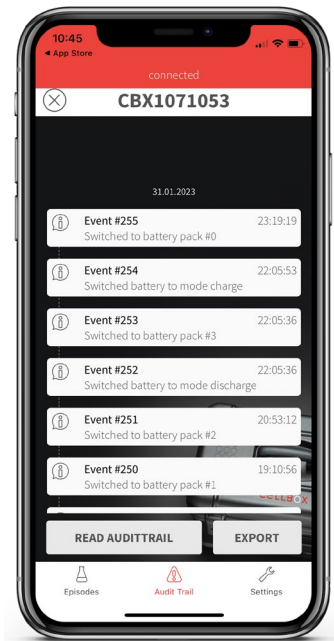 10:45
◀ App Store
connected
CBX1071053
31.01.2023
Event #255 23:19:19
Switched to battery pack #0
Event #254 22:05:53
Switched battery to mode charge
Event #253 22:05:36
Switched to battery pack #3
Event #252 22:05:36
Switched battery to mode discharge
Event #251 20:53:12
Switched to battery pack #2
Event #250 19:10:56
Switched to battery pack #1
CELLBOX
READ AUDITTRAIL EXPORT
Episodes Audit Trail Settings